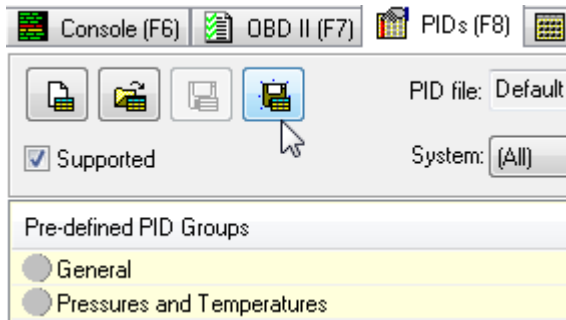 Console (F6) OBD II (F7) PIDs (F8)
PID file: Default
Supported System: (All)
Pre-defined PID Groups
General
Pressures and Temperatures